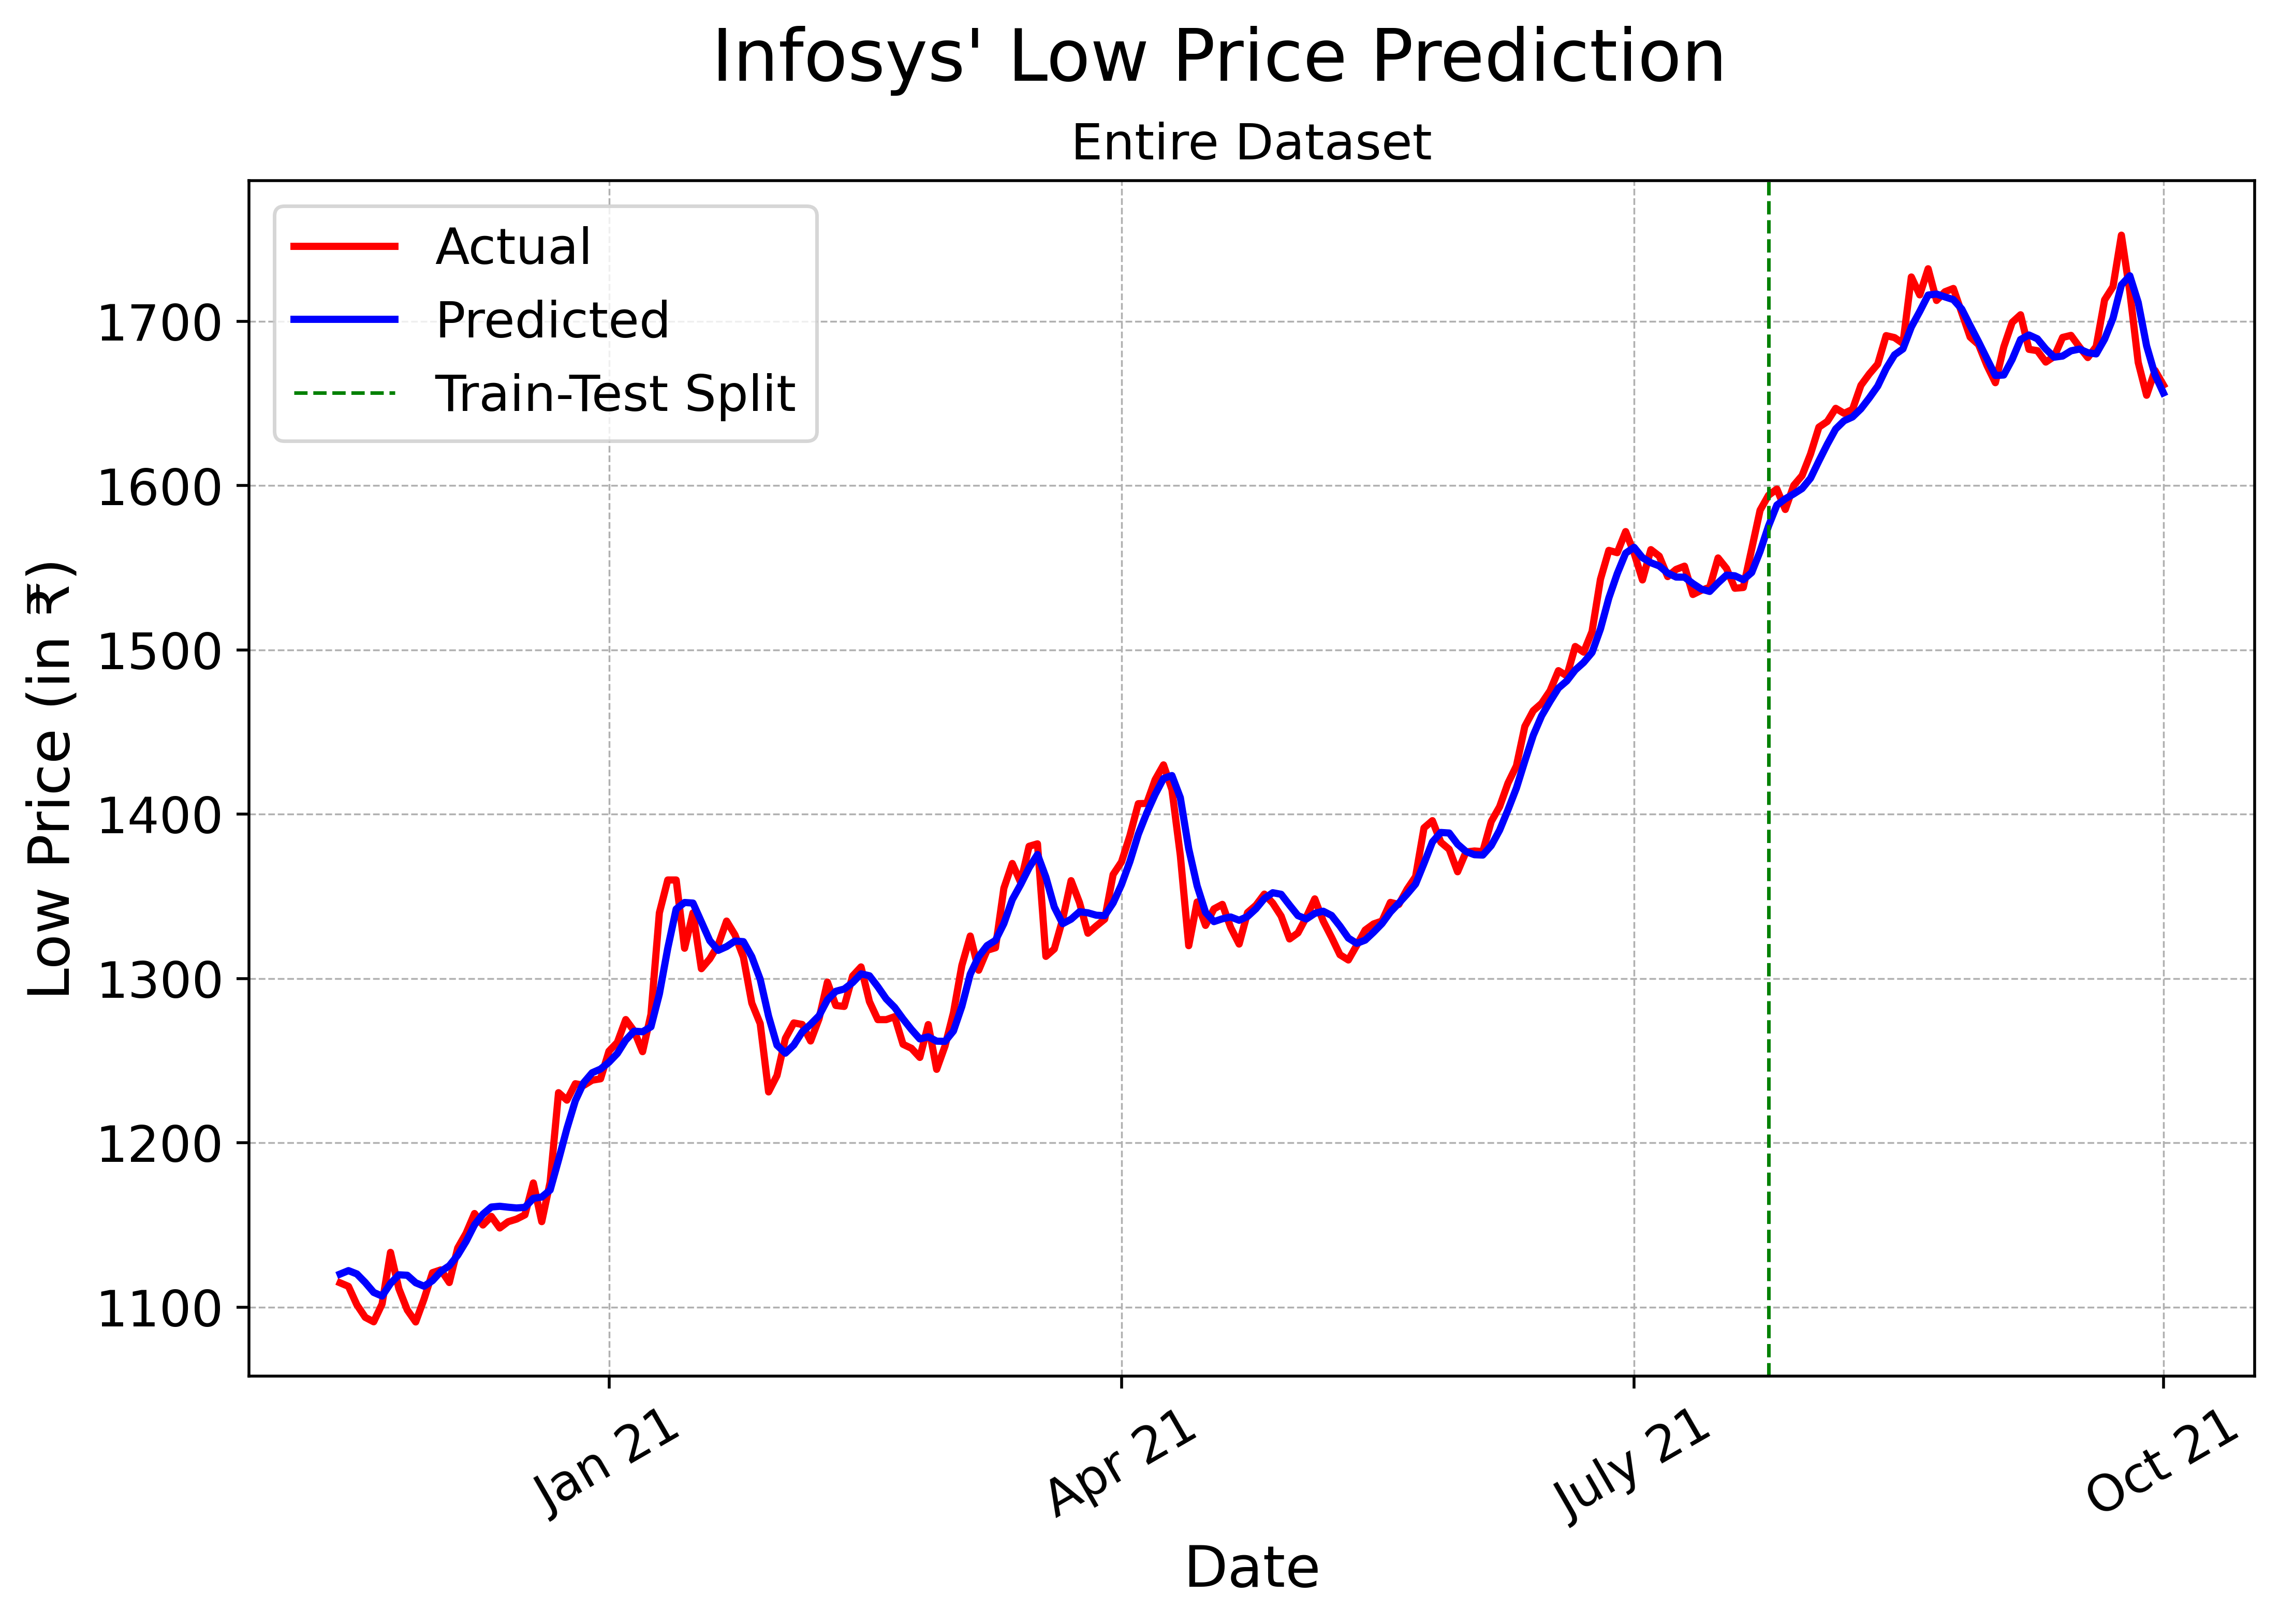 Infosys' Low Price Prediction
Entire Dataset
Actual
Predicted
Train-Test Split
1700
1600
1500
1400
1300
1200
1100
Low Price (in ₹)
Jan 21
Apr 21
July 21
Oct 21
Date